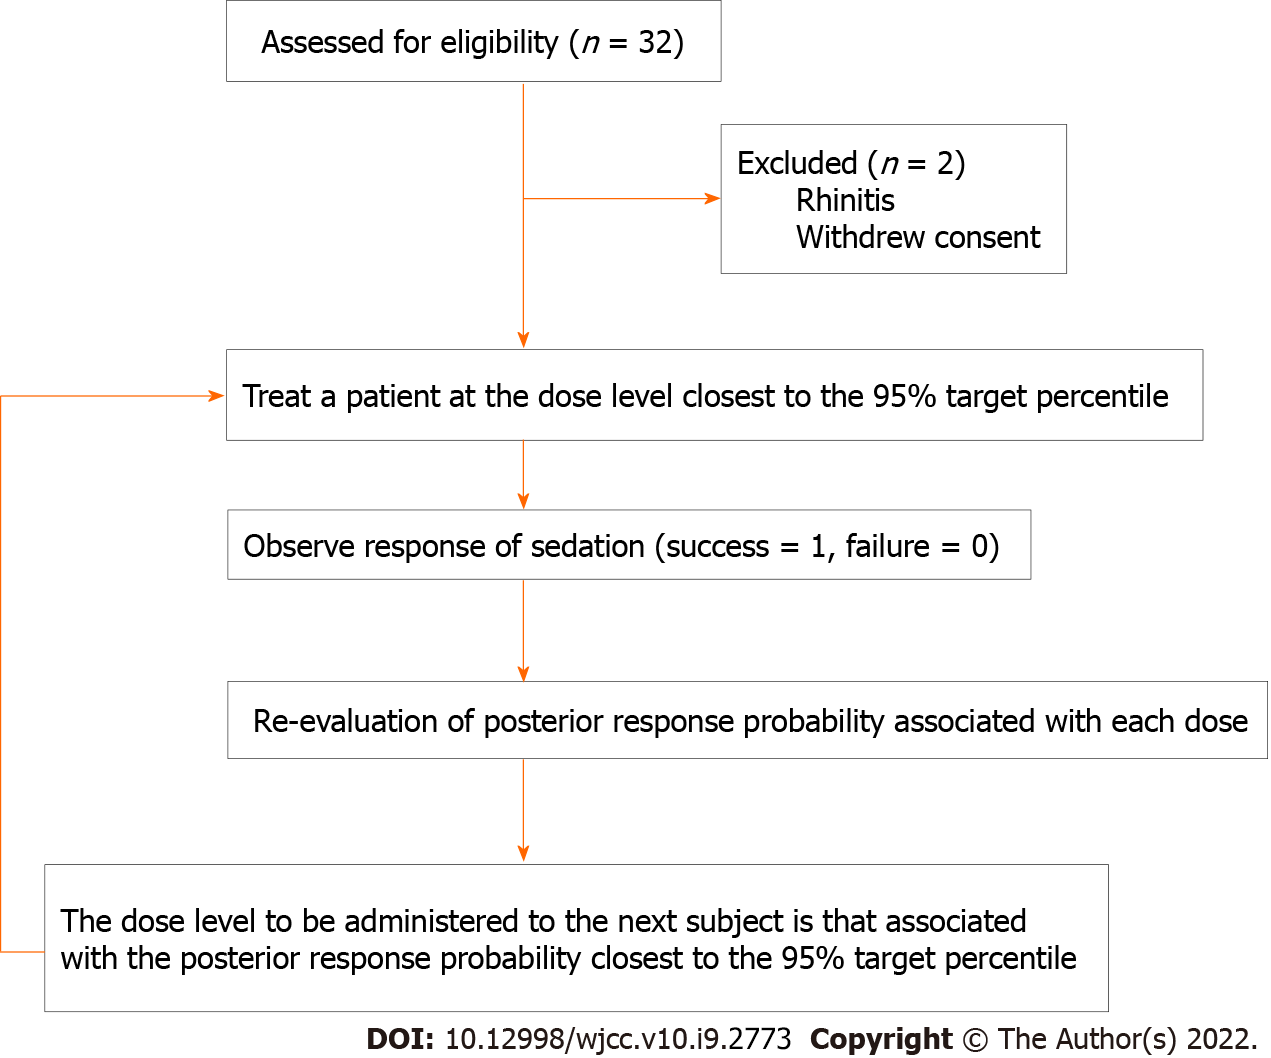 Assessed for eligibility (n = 32)
Excluded (n = 2)
Rhinitis
Withdrew consent
Treat a patient at the dose level closest to the 95% target percentile
Observe response of sedation (success = 1, failure = 0)
Re-evaluation of posterior response probability associated with each dose
The dose level to be administered to the next subject is that associated
with the posterior response probability closest to the 95% target percentile
DOI: 10.12998/wjcc.v10.i9.2773 Copyright © The Author(s) 2022.